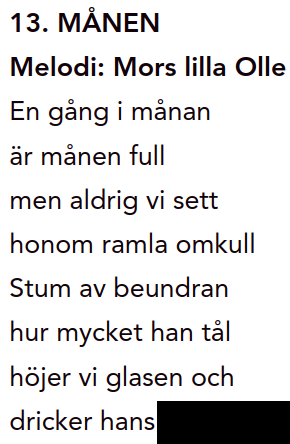 13. MÅNEN
Melodi: Mors lilla Olle
En gång i månan
är månen full
men aldrig vi sett
honom ramla omkull
Stum av beundran
hur mycket han tål
höjer vi glasen och
dricker hans